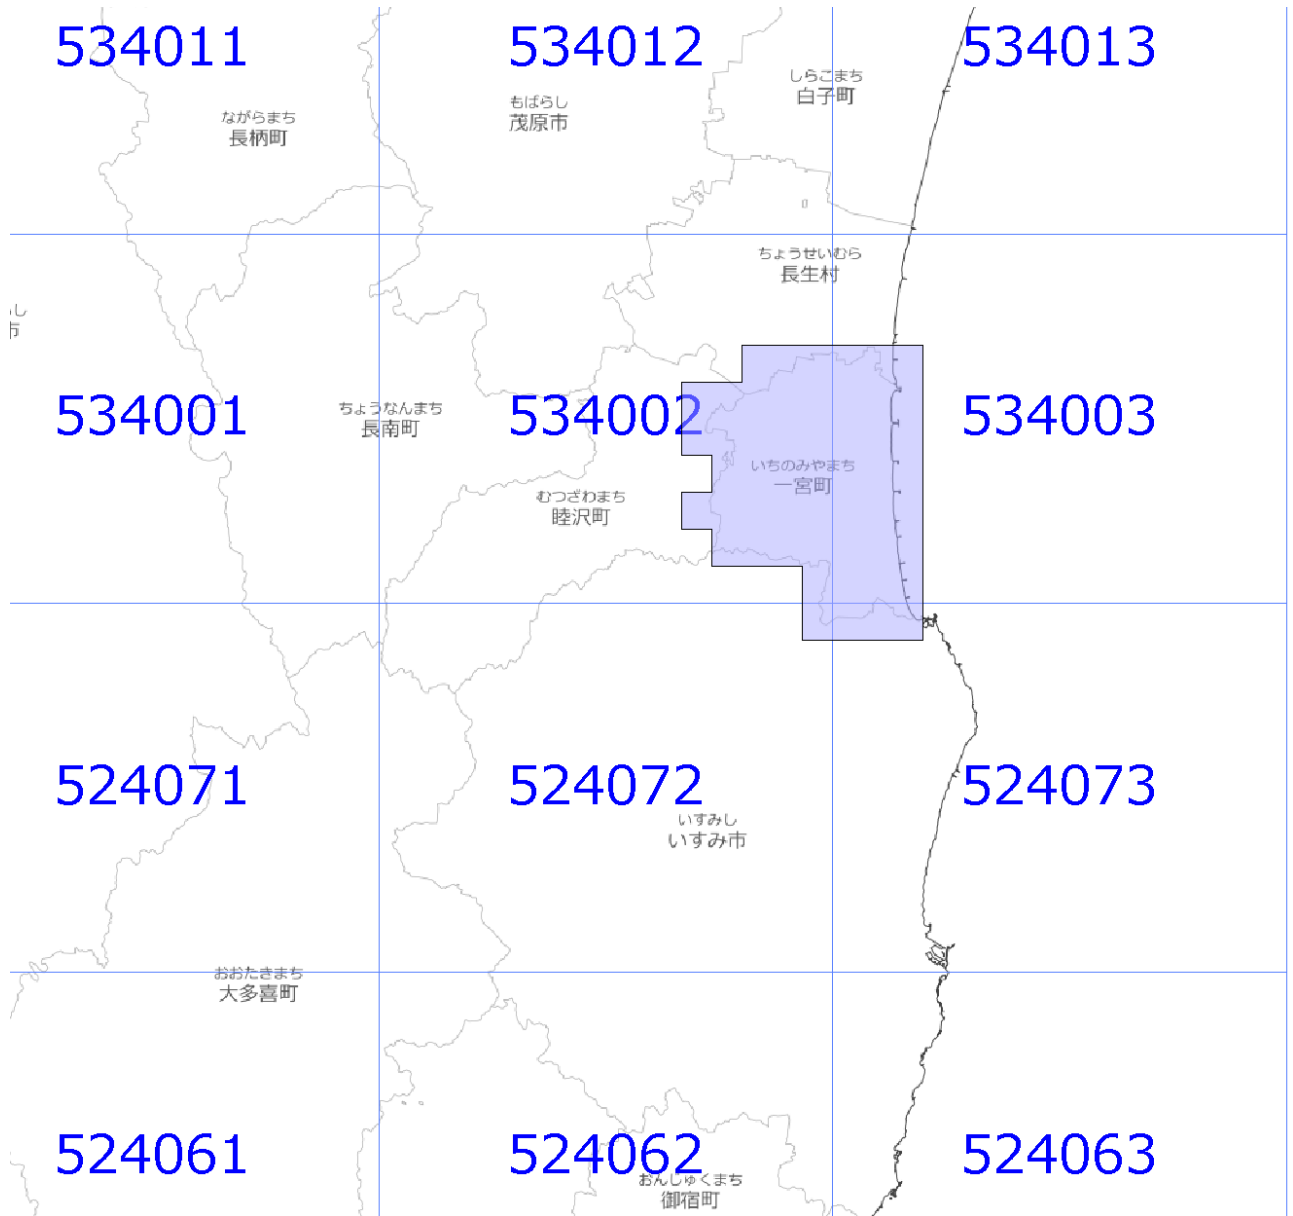 534011
534012
534013
しらこまち
白子町
もばらし
茂原市
ながらまち
長柄町
ちょうせいむら
長生村
し
市
534001
534002
534003
ちょうなんまち
長南町
いちのみやまち
一宮町
むつざわまち
睦沢町
524071
524072
524073
いすみし
いすみ市
おおたきまち
大多喜町
524061
524062
524063
おんじゅくまち
御宿町